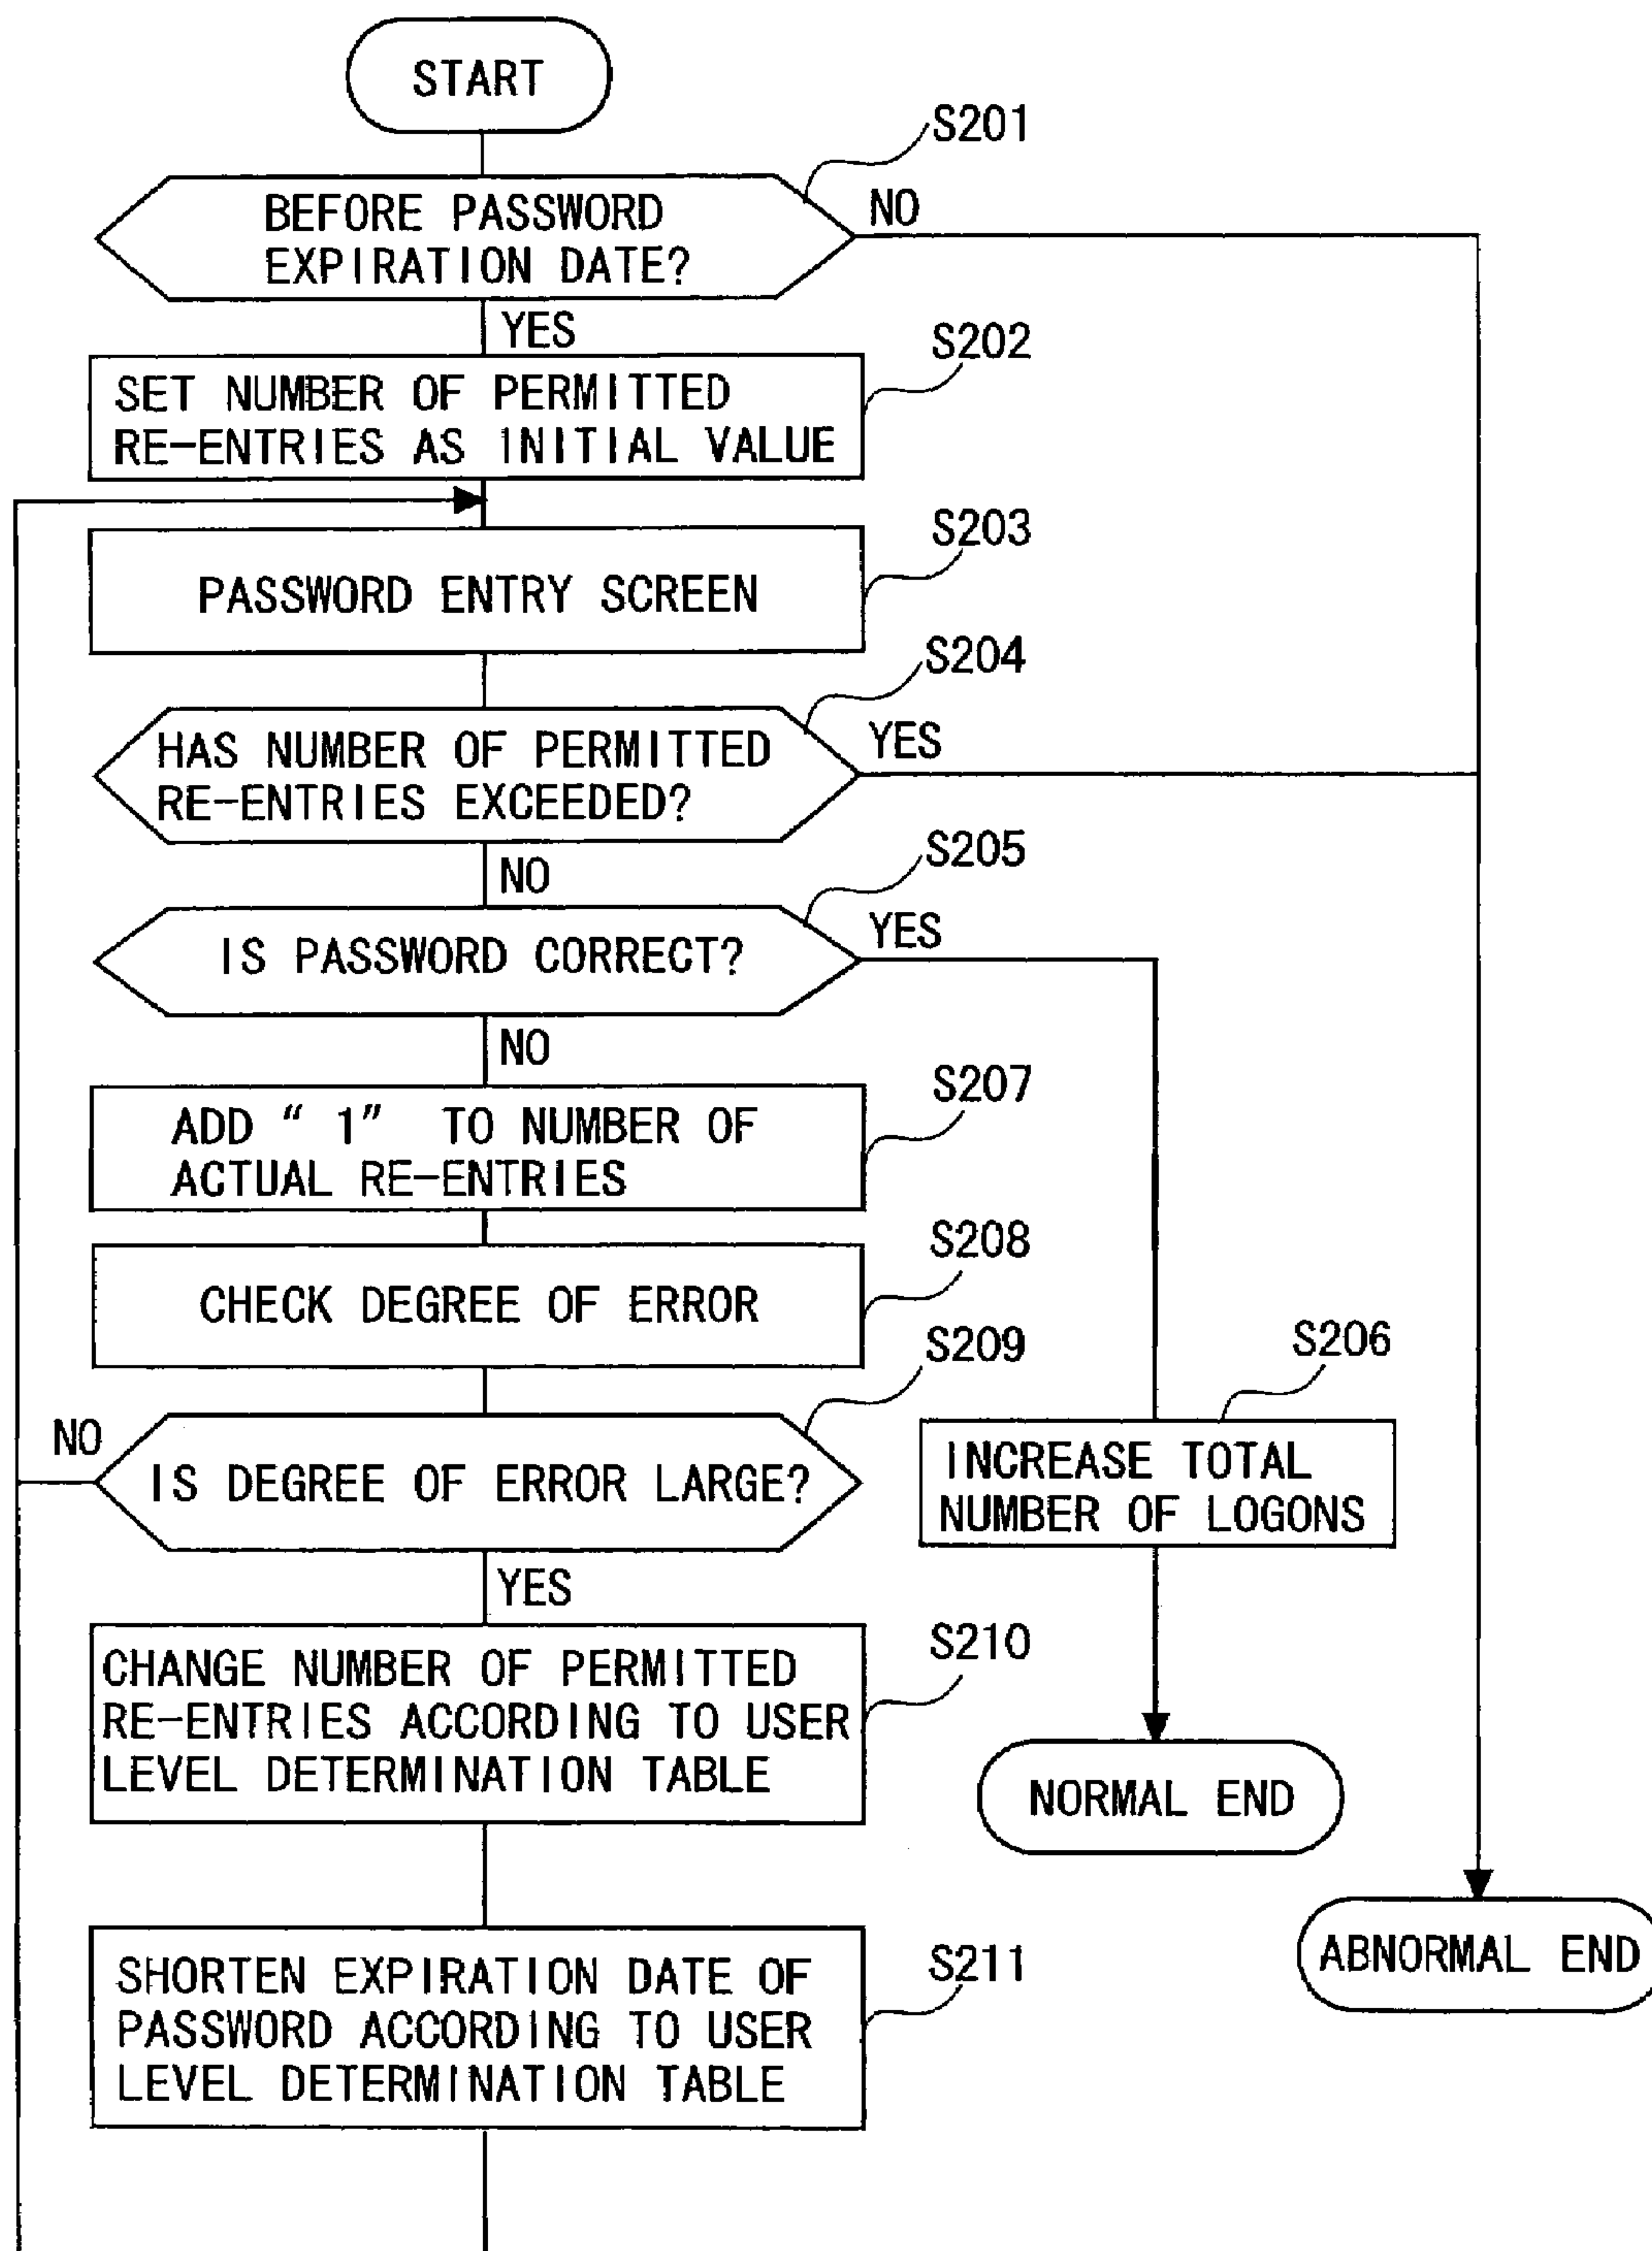 START
S201
BEFORE PASSWORD
EXPIRATION DATE?
NO
YES
S202
SET NUMBER OF PERMITTED
RE-ENTRIES AS INITIAL VALUE
S203
PASSWORD ENTRY SCREEN
S204
HAS NUMBER OF PERMITTED
RE-ENTRIES EXCEEDED?
YES
NO
S205
IS PASSWORD CORRECT?
YES
NO
S207
ADD “ 1” TO NUMBER OF
ACTUAL RE-ENTRIES
S208
CHECK DEGREE OF ERROR
S209
NO
IS DEGREE OF ERROR LARGE?
YES
S206
INCREASE TOTAL
NUMBER OF LOGONS
S210
CHANGE NUMBER OF PERMITTED
RE-ENTRIES ACCORDING TO USER
LEVEL DETERMINATION TABLE
NORMAL END
S211
SHORTEN EXPIRATION DATE OF
PASSWORD ACCORDING TO USER
LEVEL DETERMINATION TABLE
ABNORMAL END